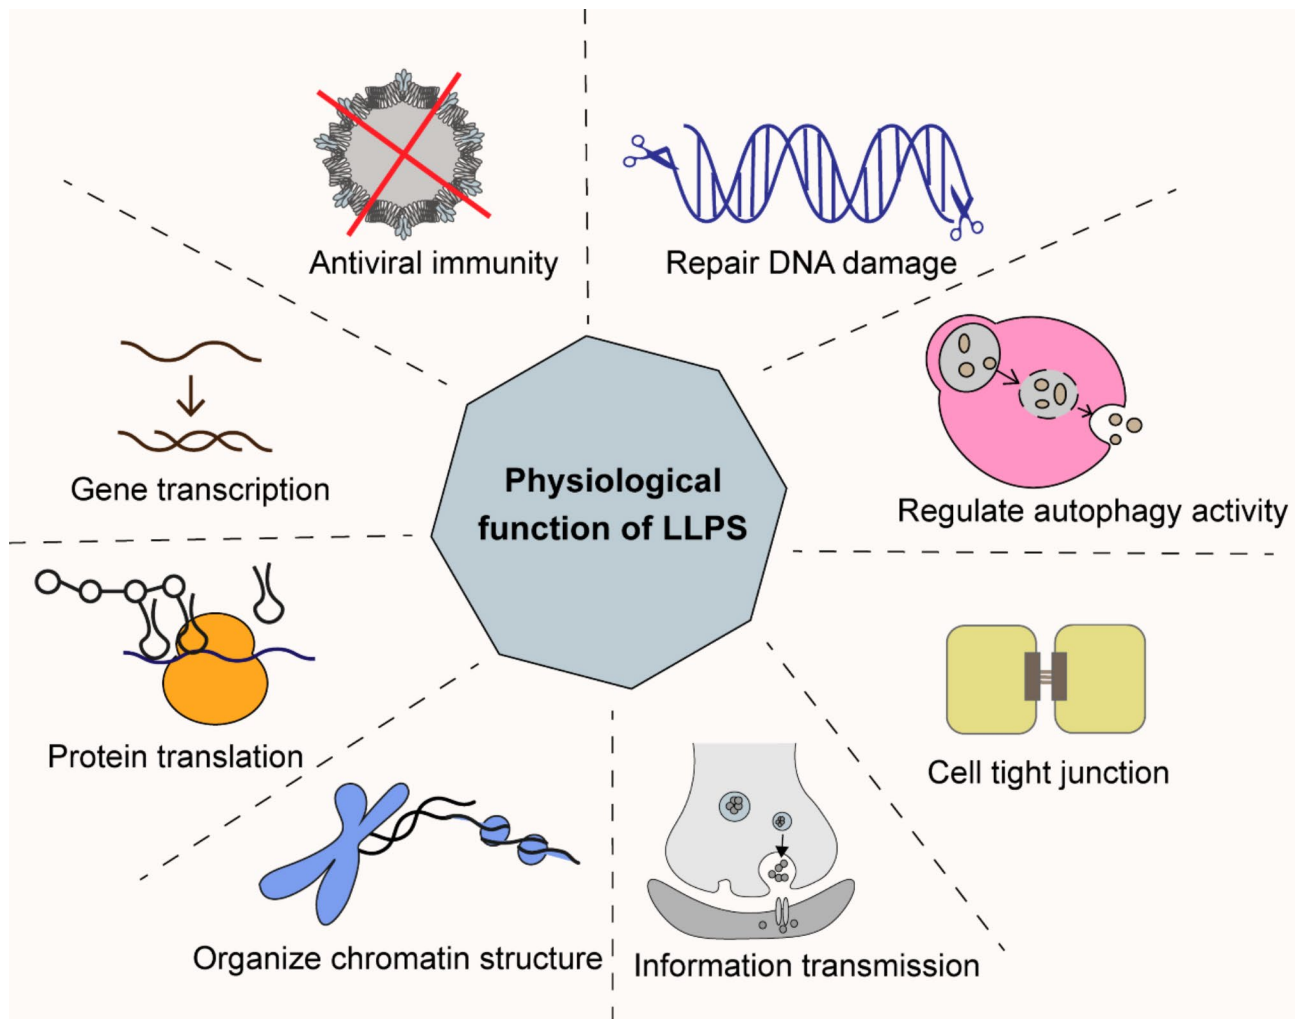 Antiviral immunity
Repair DNA damage
Gene transcription
Physiological
function of LLPS
Regulate autophagy activity
Protein translation
Cell tight junction
Organize chromatin structure
Information transmission